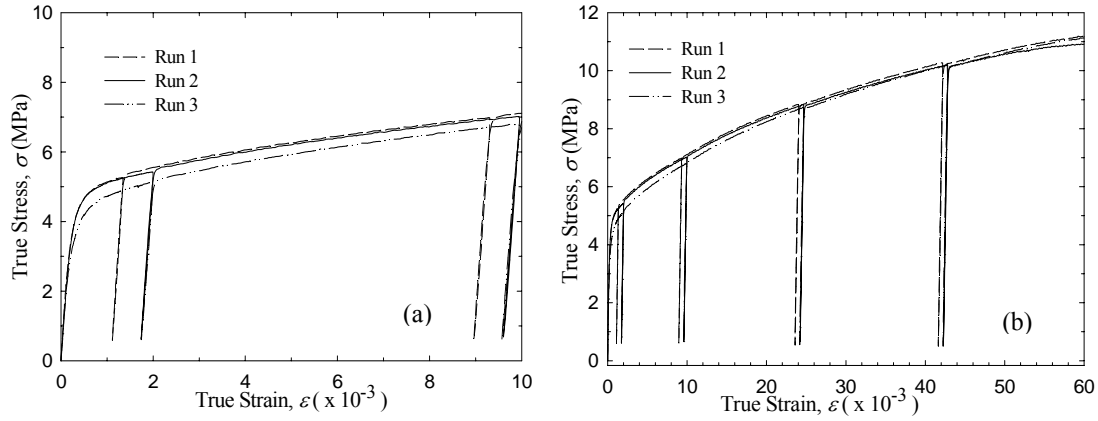 10
8
6
4
2
0
True Stress, σ (MPa)
Run 1
Run 2
Run 3
(a)
0 2 4 6 8 10
True Strain, ε ( x 10-3)
12
10
8
6
4
2
0
True Stress, σ (MPa)
Run 1
Run 2
Run 3
(b)
0 10 20 30 40 50 60
True Strain, ε ( x 10-3)